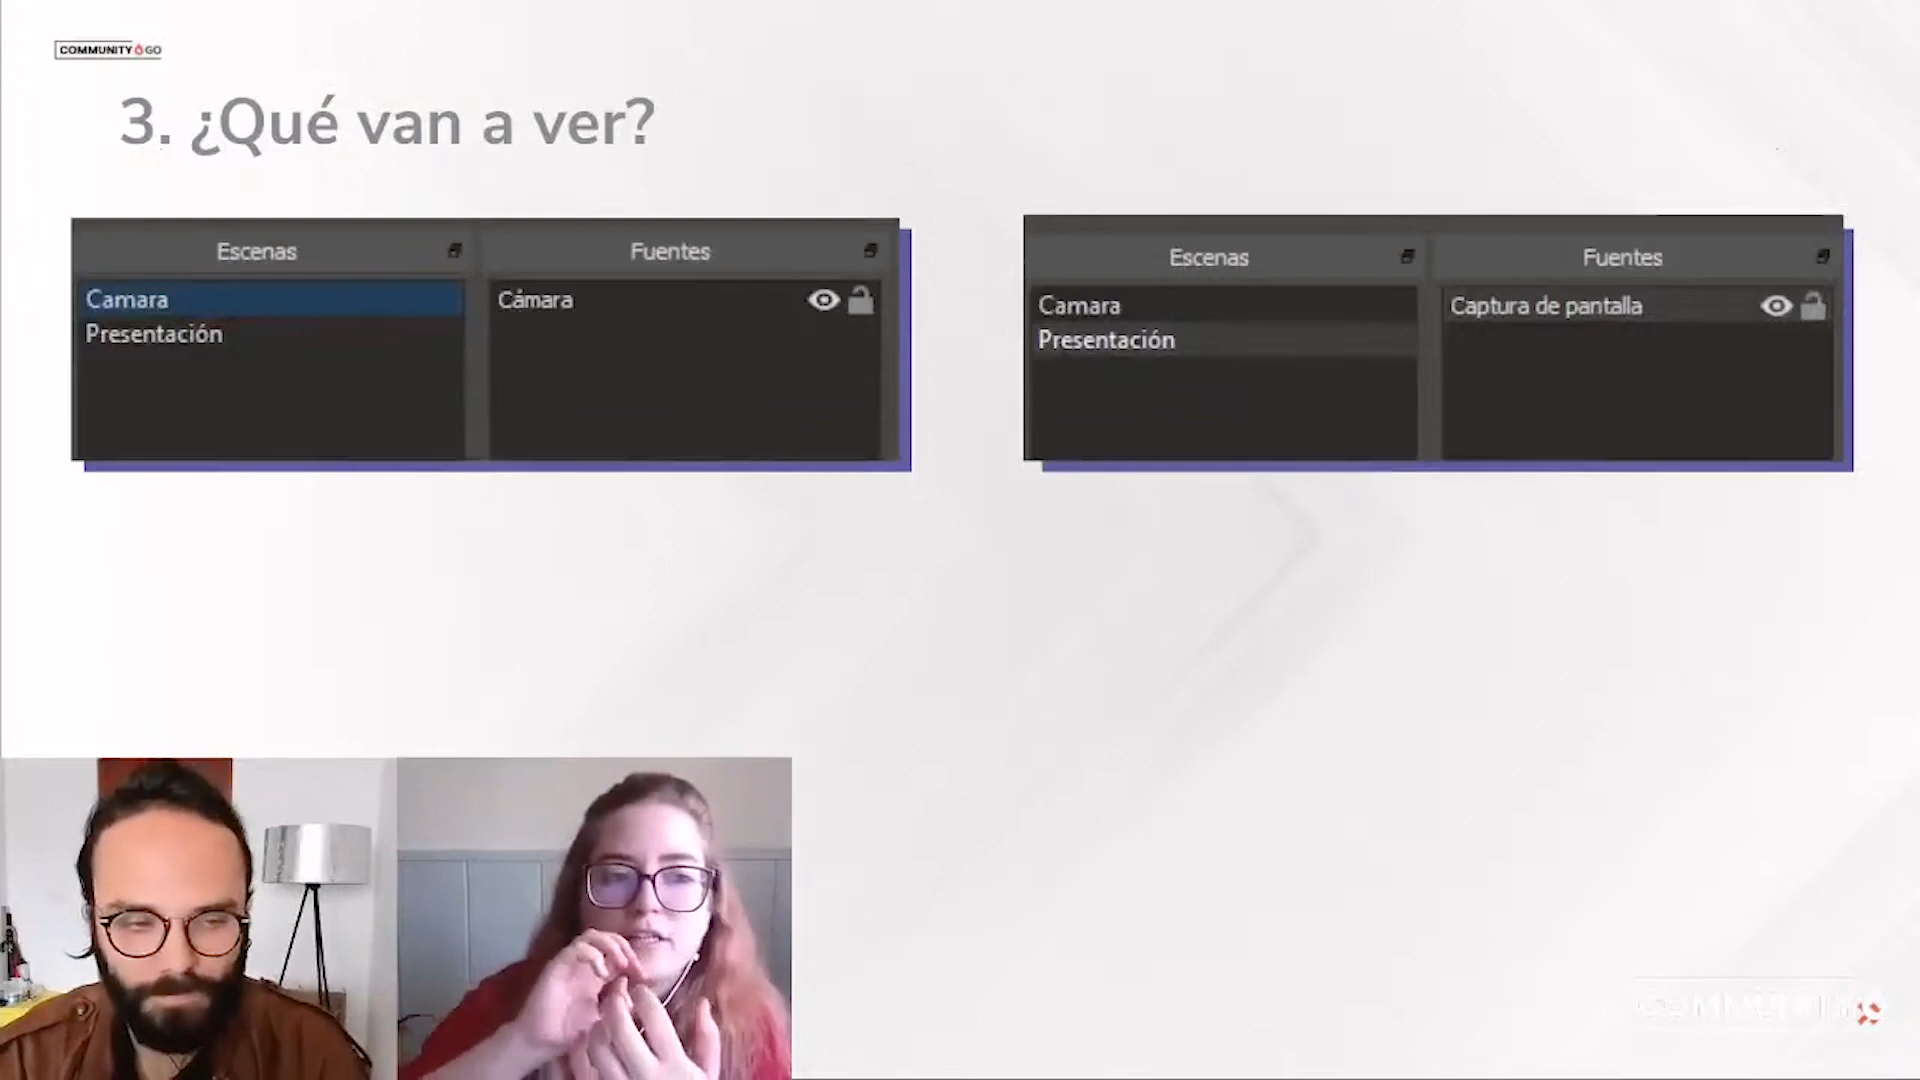 COMMUNITY GO
3. ¿Qué van a ver?
Escenas
Fuentes
Camara
Presentación
Cámara
Escenas
Fuentes
Camara
Presentación
Captura de pantalla